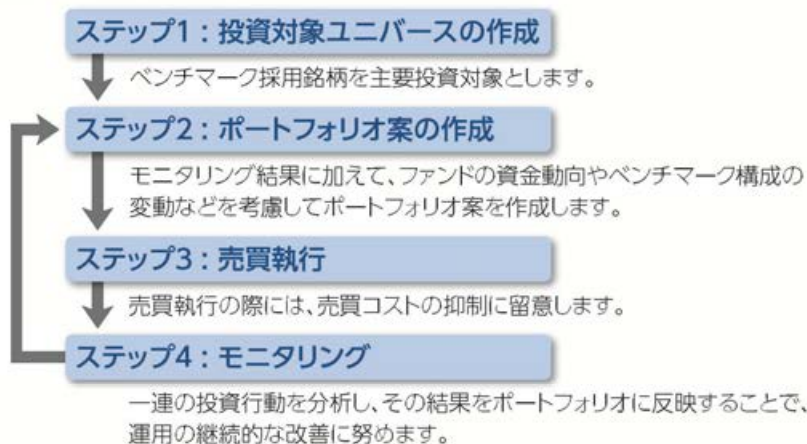 ステップ1：投資対象ユニバースの作成
ベンチマーク採用銘柄を主要投資対象とします。
ステップ2：ポートフォリオ案の作成
モニタリング結果に加えて、ファンドの資金動向やベンチマーク構成の
変動などを考慮してポートフォリオ案を作成します。
ステップ3：売買執行
売買執行の際には、売買コストの抑制に留意します。
ステップ4：モニタリング
一連の投資行動を分析し、その結果をポートフォリオに反映することで、
運用の継続的な改善に努めます。